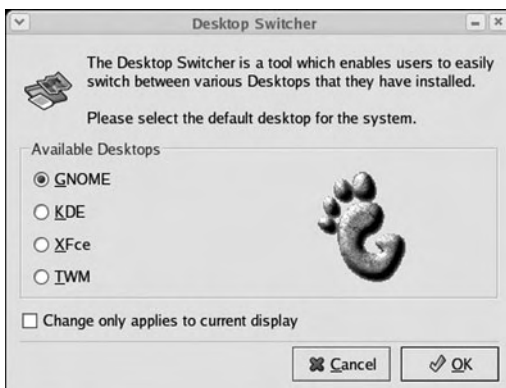 Desktop Switcher
The Desktop Switcher is a tool which enables users to easily
switch between various Desktops that they have installed.
Please select the default desktop for the system.
Available Desktops
GNOME
KDE
XFce
TWM
Change only applies to current display
Cancel
OK